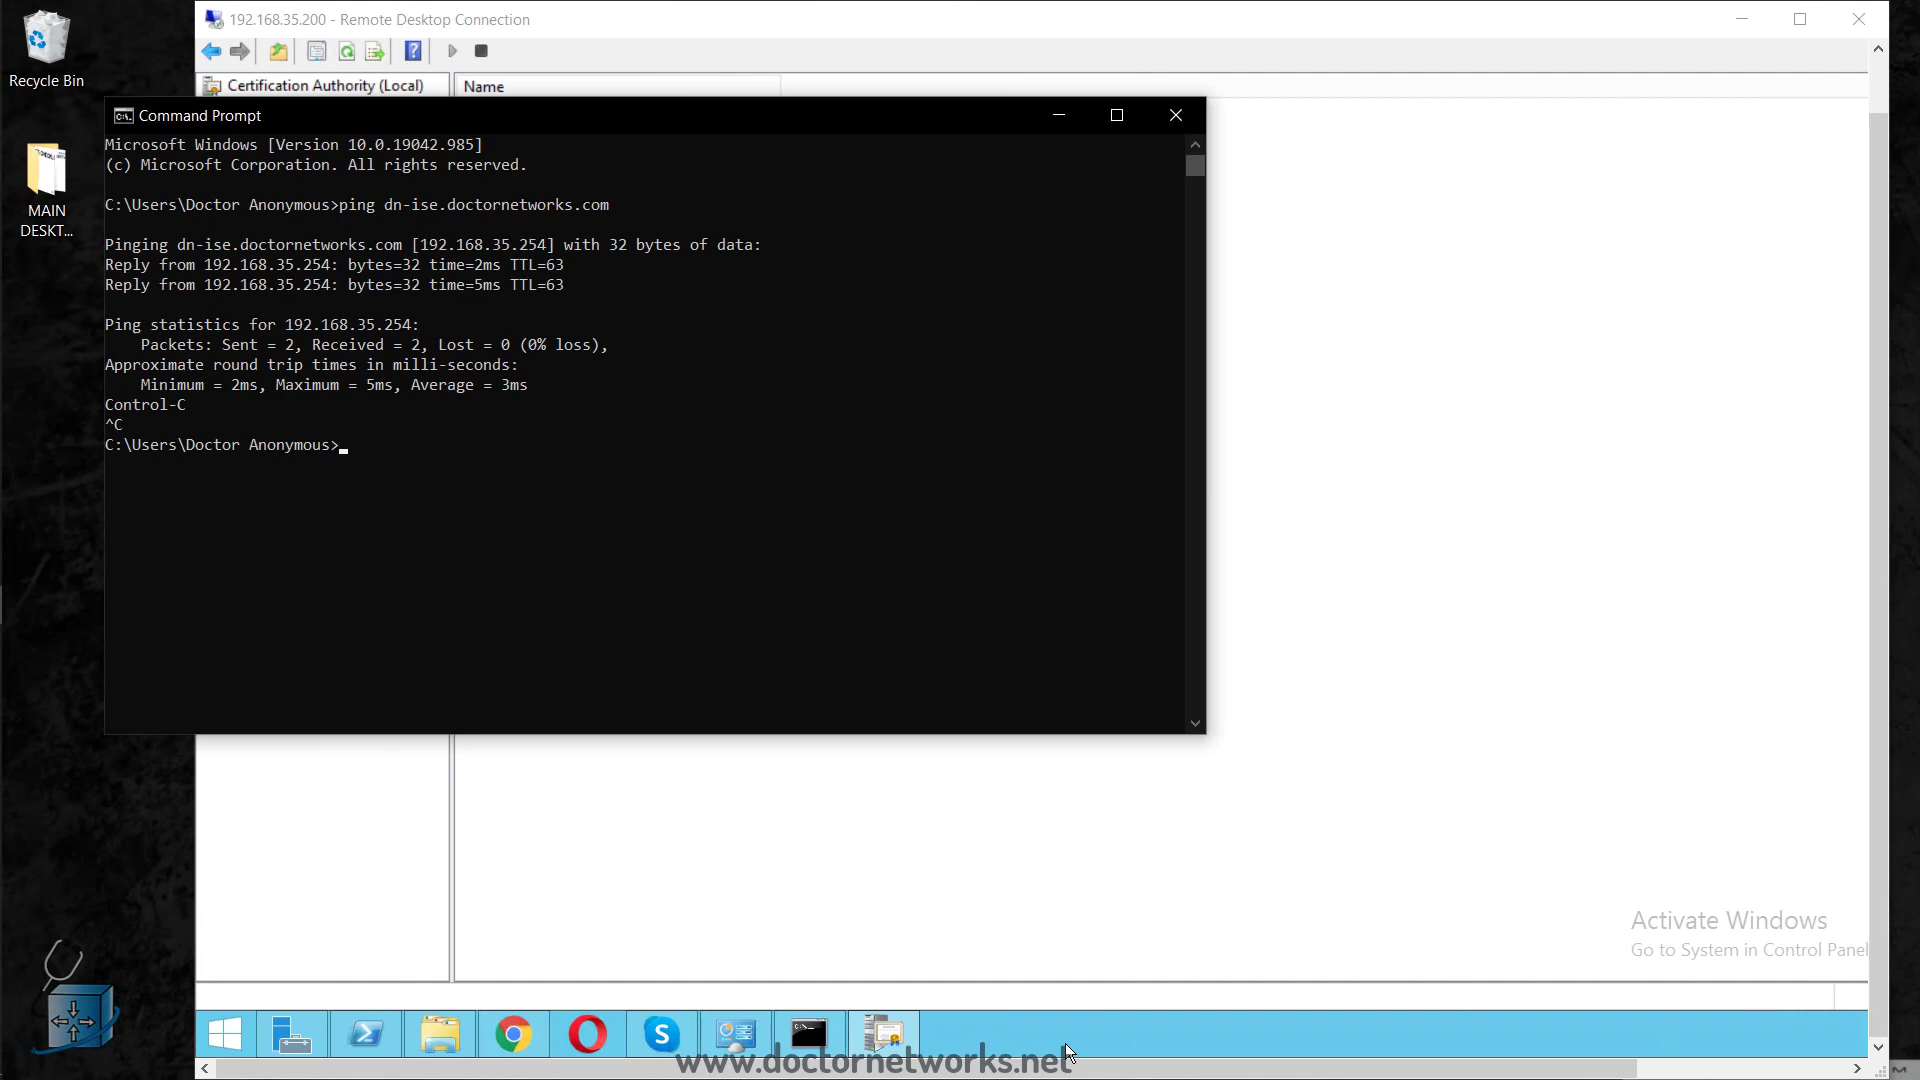 192.168.35.200 - Remote Desktop Connection
Recycle Bin
Certification Authority (Local)
Name
Command Prompt
Microsoft Windows [Version 10.0.19042.985]
(c) Microsoft Corporation. All rights reserved.
C:\Users\Doctor Anonymous>ping dn-ise.doctornetworks.com
MAIN
DESKT...
Pinging dn-ise.doctornetworks.com [192.168.35.254] with 32 bytes of data:
Reply from 192.168.35.254: bytes=32 time=2ms TTL=63
Reply from 192.168.35.254: bytes=32 time=5ms TTL=63
Ping statistics for 192.168.35.254:
Packets: Sent = 2, Received = 2, Lost = 0 (0% loss),
Approximate round trip times in milli-seconds:
Minimum = 2ms, Maximum = 5ms, Average = 3ms
Control-C
^C
C:\Users\Doctor Anonymous>
Activate Windows
Go to System in Control Panel
www.doctornetworks.net